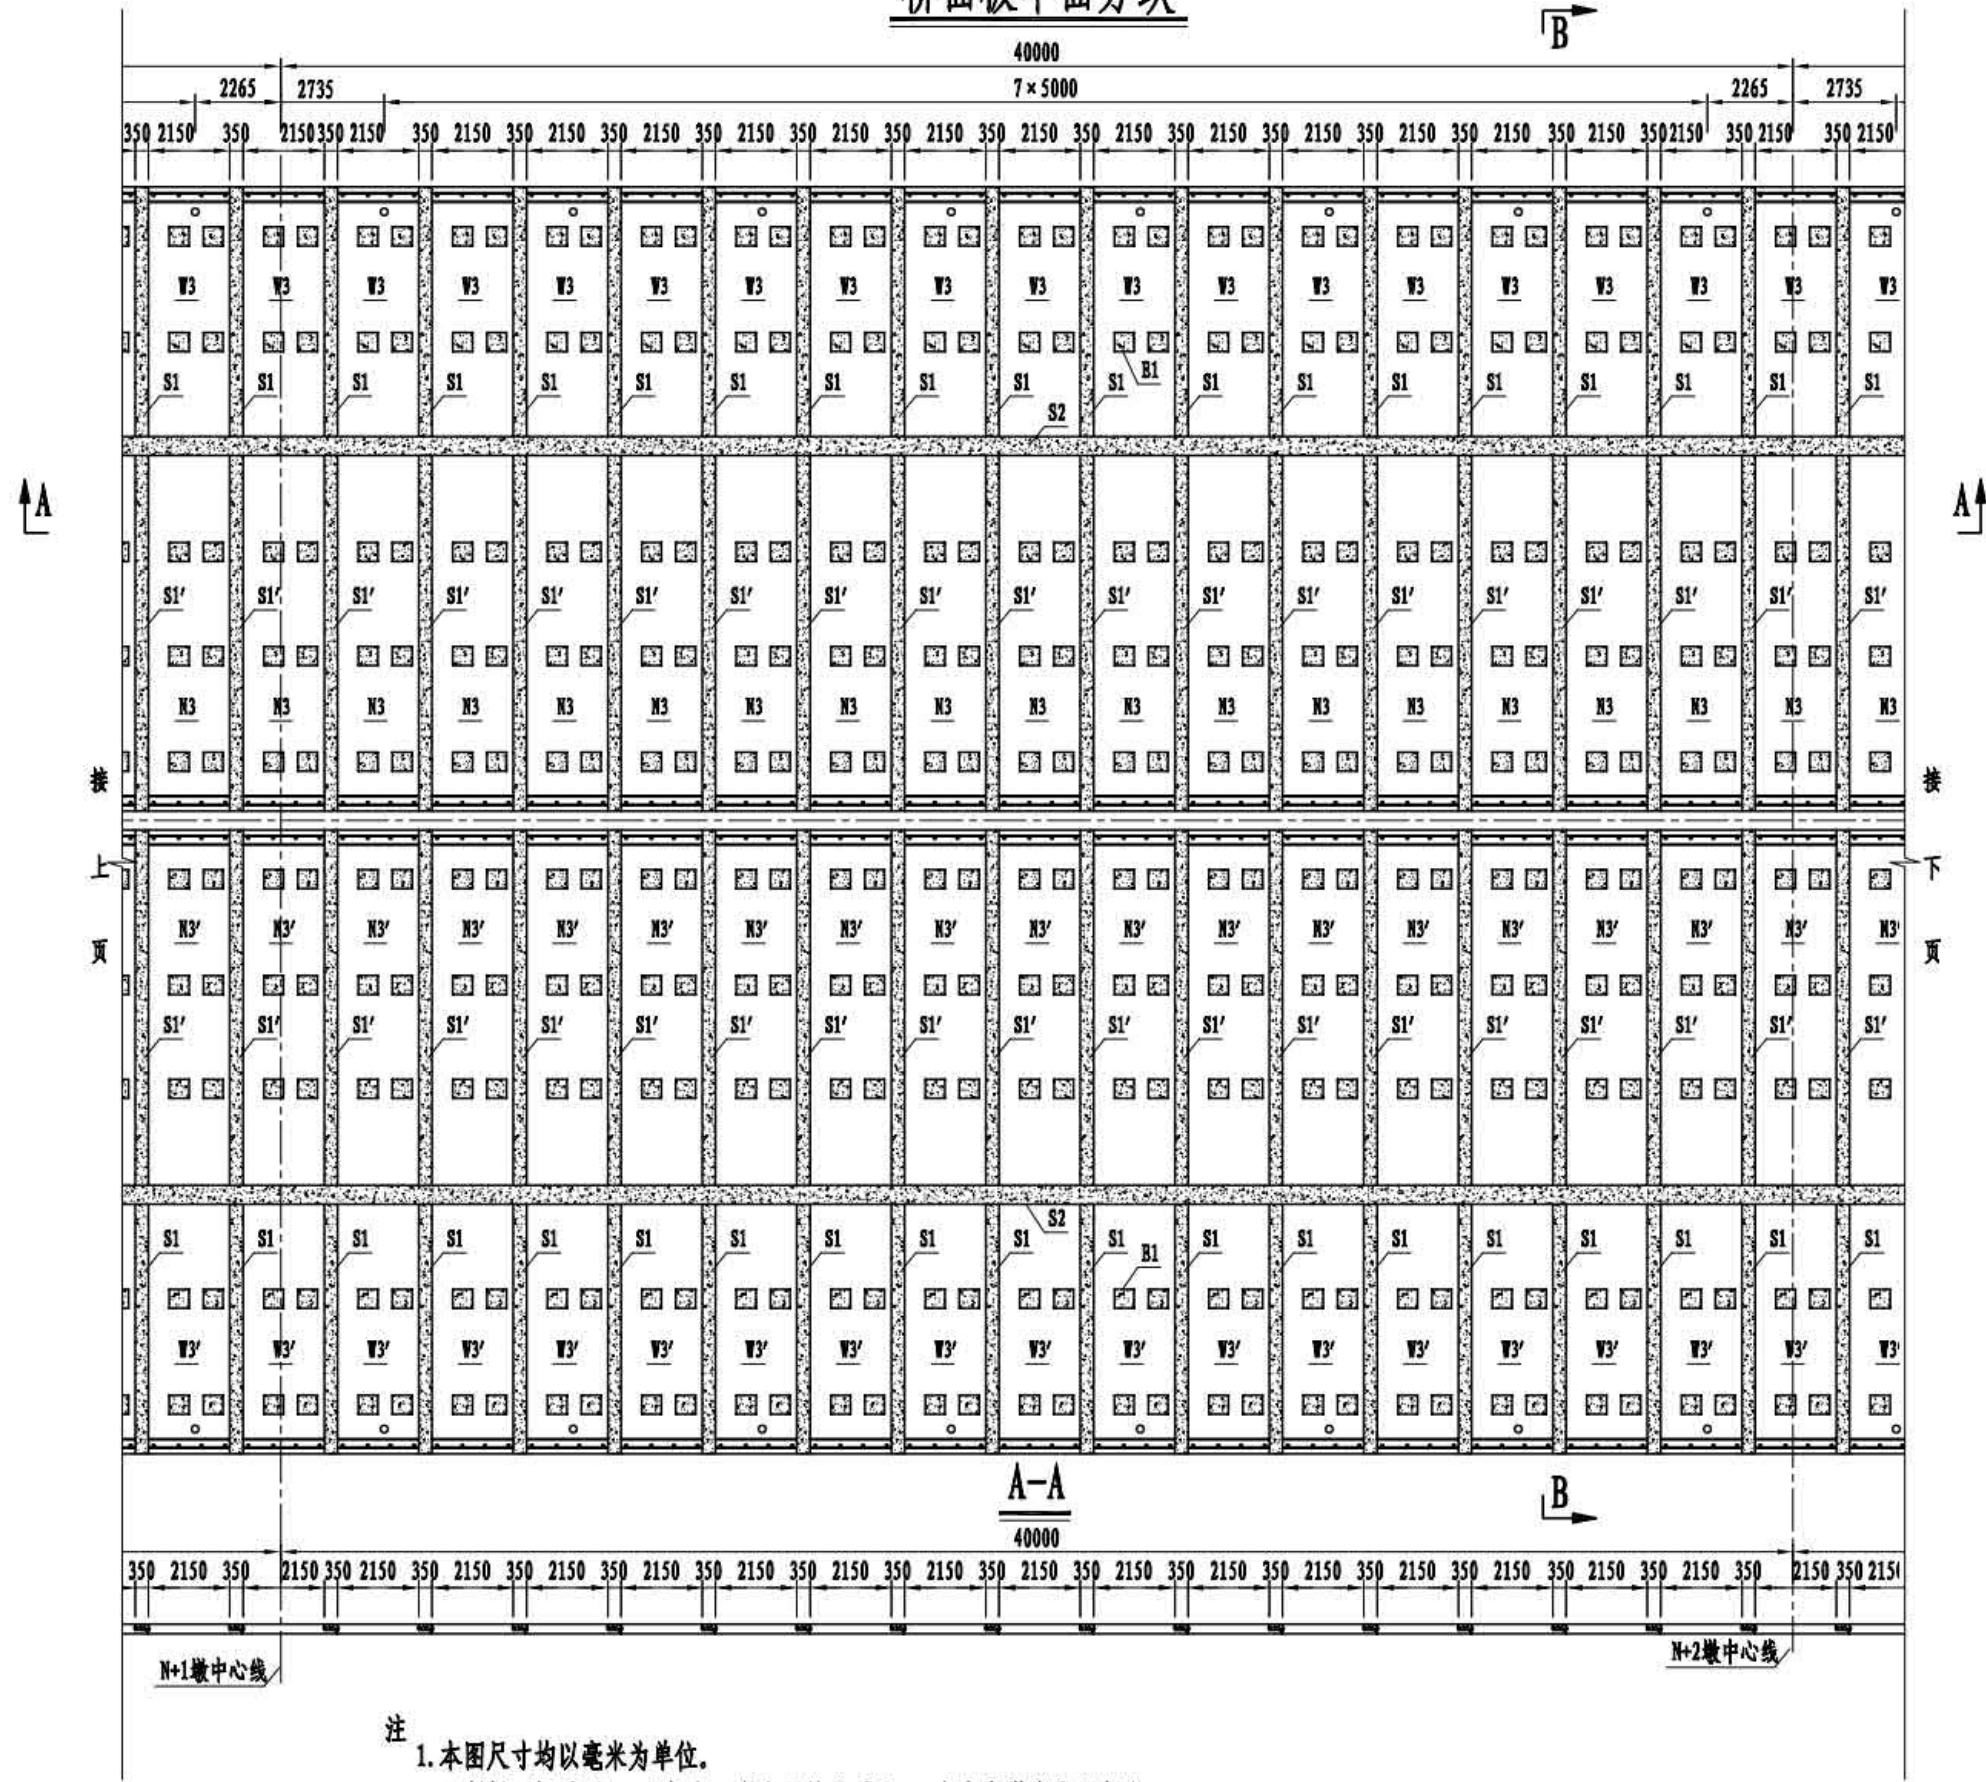 桥面板平面分块
B
40000
2265 2735 7×5000 2265 2735
350 2150 350 2150 350 2150 350 2150 350 2150 350 2150 350 2150 350 2150 350 2150 350 2150 350 2150 350 2150 350 2150 350 2150 350 2150 350 2150 350 2150 350 2150 350 2150
W3 W3 W3 W3 W3 W3 W3 W3 W3 W3 W3 W3 W3 W3 W3 W3 W3 W3 W3
B1
S1 S1 S1 S1 S1 S1 S1 S1 S1 S1 S1 S1 S1 S1 S1 S1 S1 S1 S1
S2
A A
S1' S1' S1' S1' S1' S1' S1' S1' S1' S1' S1' S1' S1' S1' S1' S1' S1' S1' S1'
N3 N3 N3 N3 N3 N3 N3 N3 N3 N3 N3 N3 N3 N3 N3 N3 N3 N3 N3
接上页
接下页
N3' N3' N3' N3' N3' N3' N3' N3' N3' N3' N3' N3' N3' N3' N3' N3' N3' N3' N3'
S1' S1' S1' S1' S1' S1' S1' S1' S1' S1' S1' S1' S1' S1' S1' S1' S1' S1' S1'
S2
S1 S1 S1 S1 S1 S1 S1 S1 S1 S1 S1 S1 S1 S1 S1 S1 S1 S1 S1
B1
W3' W3' W3' W3' W3' W3' W3' W3' W3' W3' W3' W3' W3' W3' W3' W3' W3' W3' W3'
A-A
B
40000
350 2150 350 2150 350 2150 350 2150 350 2150 350 2150 350 2150 350 2150 350 2150 350 2150 350 2150 350 2150 350 2150 350 2150 350 2150 350 2150 350 2150 350 2150 350 2150
N+1墩中心线
N+2墩中心线
注
1.本图尺寸均以毫米为单位。